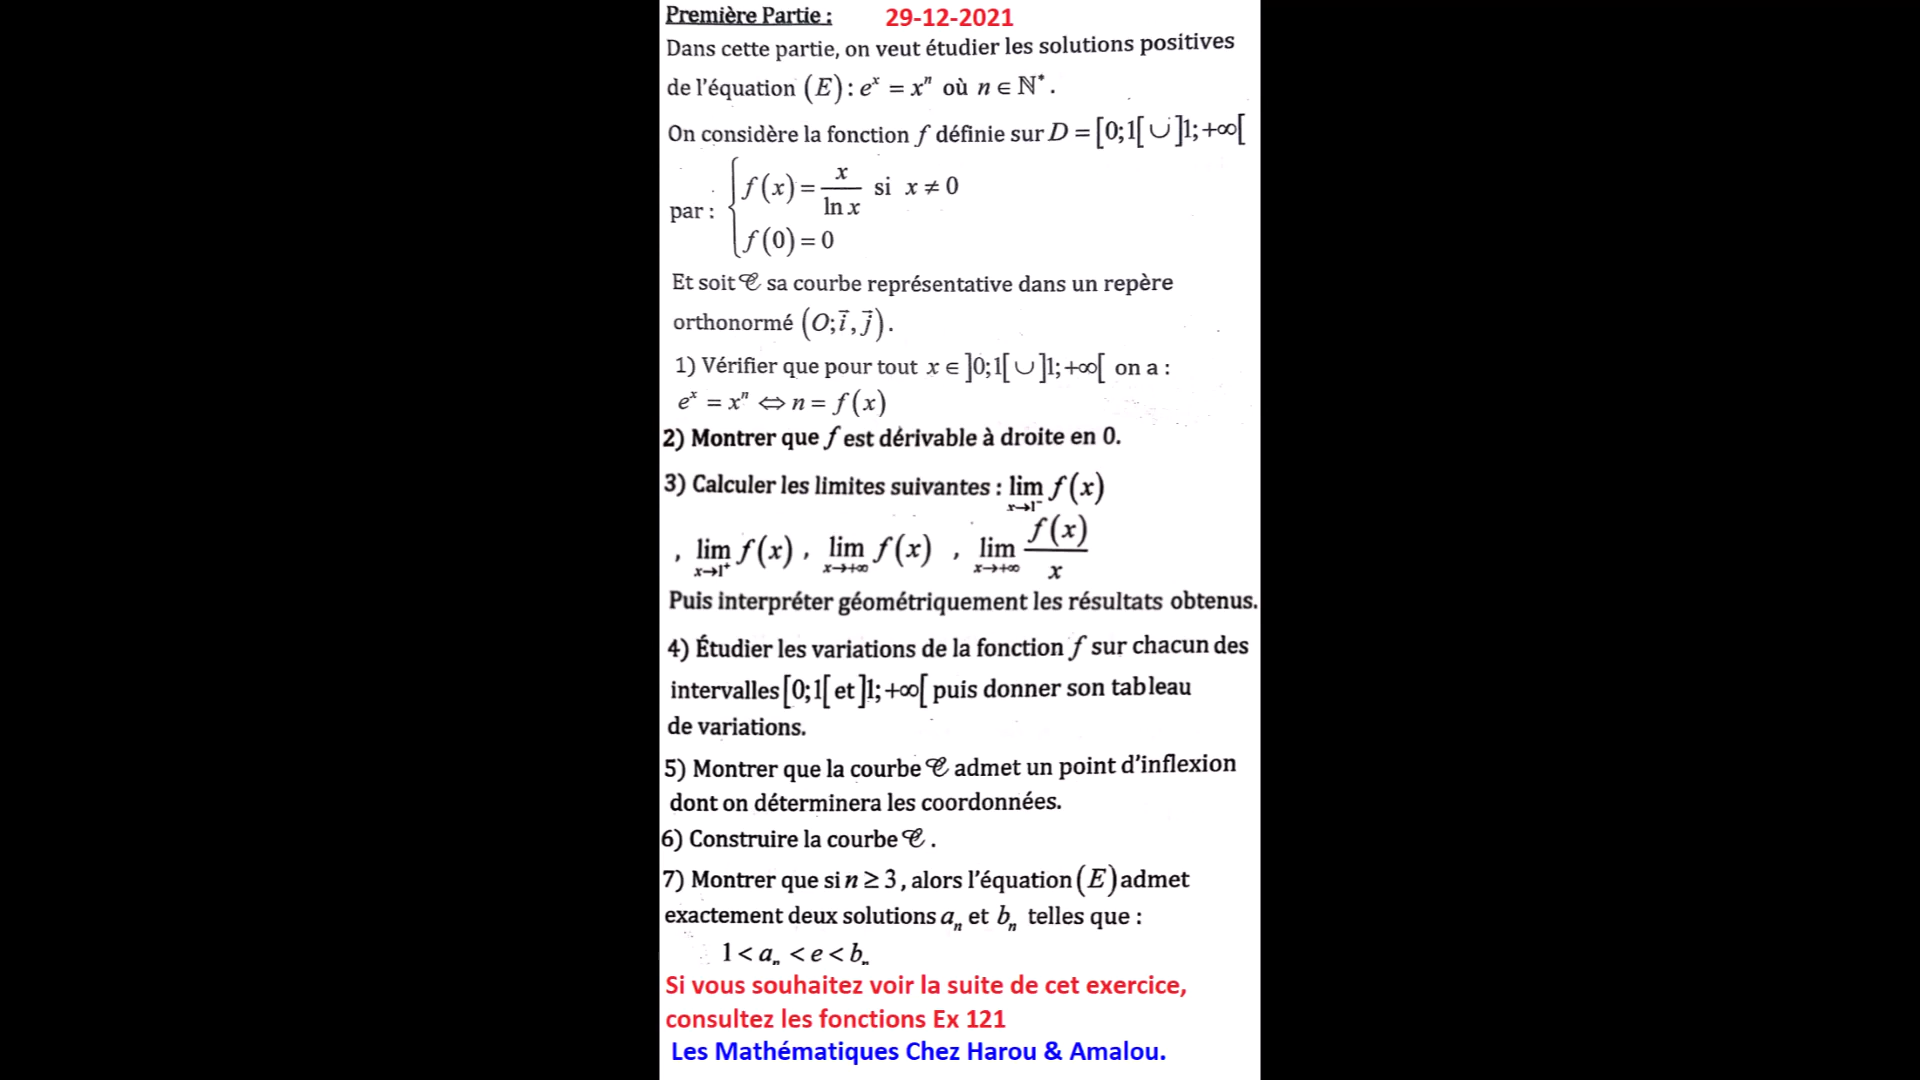 Première Partie : 29-12-2021
Dans cette partie, on veut étudier les solutions positives
de l'équation (E) : e^x = x^n où n ∈ ℕ* .
On considère la fonction f définie sur D = [0;1[ ∪ ]1;+∞[
par : { f(x) = x / ln x si x ≠ 0
f(0) = 0
Et soit 𝒞 sa courbe représentative dans un repère
orthonormé (O; i⃗, j⃗).
1) Vérifier que pour tout x ∈ ]0;1[ ∪ ]1;+∞[ on a :
e^x = x^n ⇔ n = f(x)
2) Montrer que f est dérivable à droite en 0.
3) Calculer les limites suivantes : lim_{x→1⁻} f(x)
, lim_{x→1⁺} f(x) , lim_{x→+∞} f(x) , lim_{x→+∞} f(x)/x
Puis interpréter géométriquement les résultats obtenus.
4) Étudier les variations de la fonction f sur chacun des
intervalles [0;1[ et ]1;+∞[ puis donner son tableau
de variations.
5) Montrer que la courbe 𝒞 admet un point d'inflexion
dont on déterminera les coordonnées.
6) Construire la courbe 𝒞 .
7) Montrer que si n ≥ 3 , alors l'équation (E) admet
exactement deux solutions a_n et b_n telles que :
1 < a_n < e < b_n
Si vous souhaitez voir la suite de cet exercice,
consultez les fonctions Ex 121
Les Mathématiques Chez Harou & Amalou.